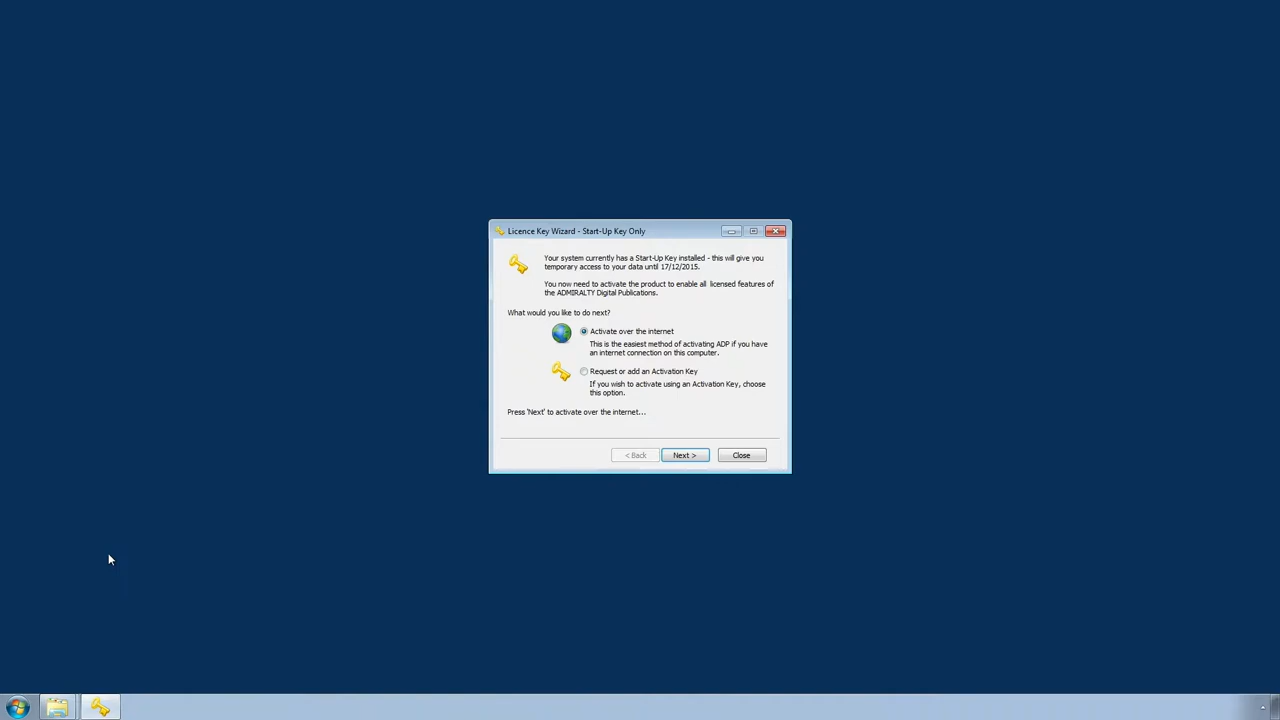 Licence Key Wizard - Start-Up Key Only
Your system currently has a Start-Up Key installed - this will give you
temporary access to your data until 17/12/2015.
You now need to activate the product to enable all licensed features of
the ADMIRALTY Digital Publications.
What would you like to do next?
Activate over the internet
This is the easiest method of activating ADP if you have
an internet connection on this computer.
Request or add an Activation Key
If you wish to activate using an Activation Key, choose
this option.
Press 'Next' to activate over the internet...
< Back Next > Close